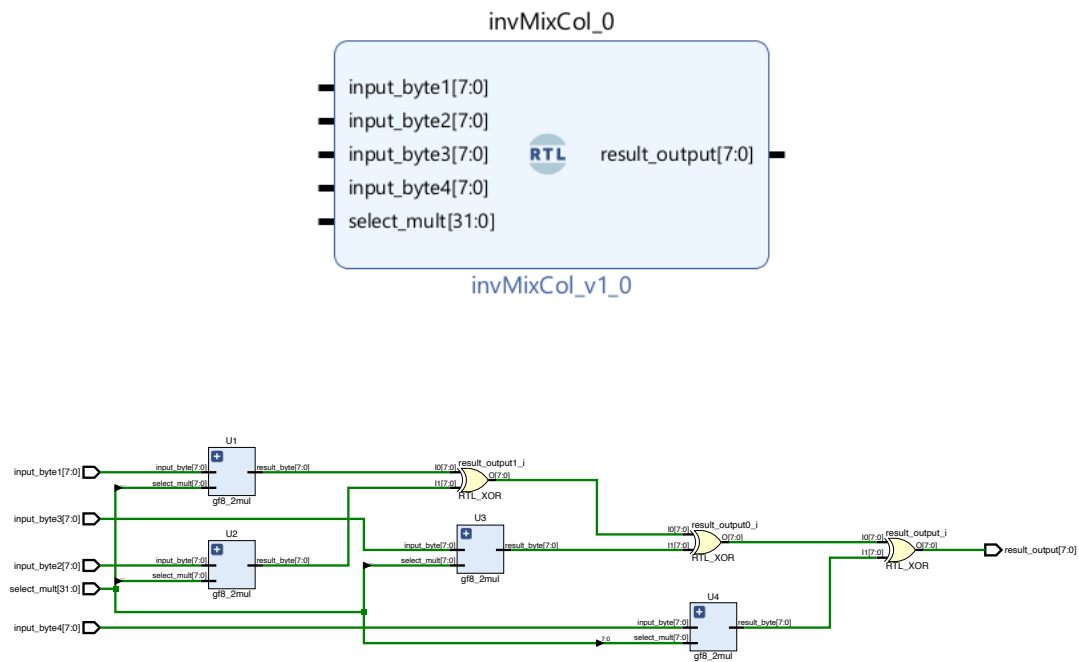 invMixCol_0
input_byte1[7:0]
input_byte2[7:0]
input_byte3[7:0]
input_byte4[7:0]
select_mult[31:0]
RTL
result_output[7:0]
invMixCol_v1_0
U1
input_byte1[7:0]
input_byte[7:0]
select_mult[7:0]
result_byte[7:0]
gf8_2mul
I0[7:0]
I1[7:0]
result_output1_i
O[7:0]
RTL_XOR
input_byte3[7:0]
U2
input_byte2[7:0]
input_byte[7:0]
select_mult[7:0]
result_byte[7:0]
gf8_2mul
select_mult[31:0]
U3
input_byte[7:0]
select_mult[7:0]
result_byte[7:0]
gf8_2mul
I0[7:0]
I1[7:0]
result_output0_i
O[7:0]
RTL_XOR
I0[7:0]
I1[7:0]
result_output_i
O[7:0]
RTL_XOR
result_output[7:0]
input_byte4[7:0]
U4
input_byte[7:0]
7:0
select_mult[7:0]
result_byte[7:0]
gf8_2mul